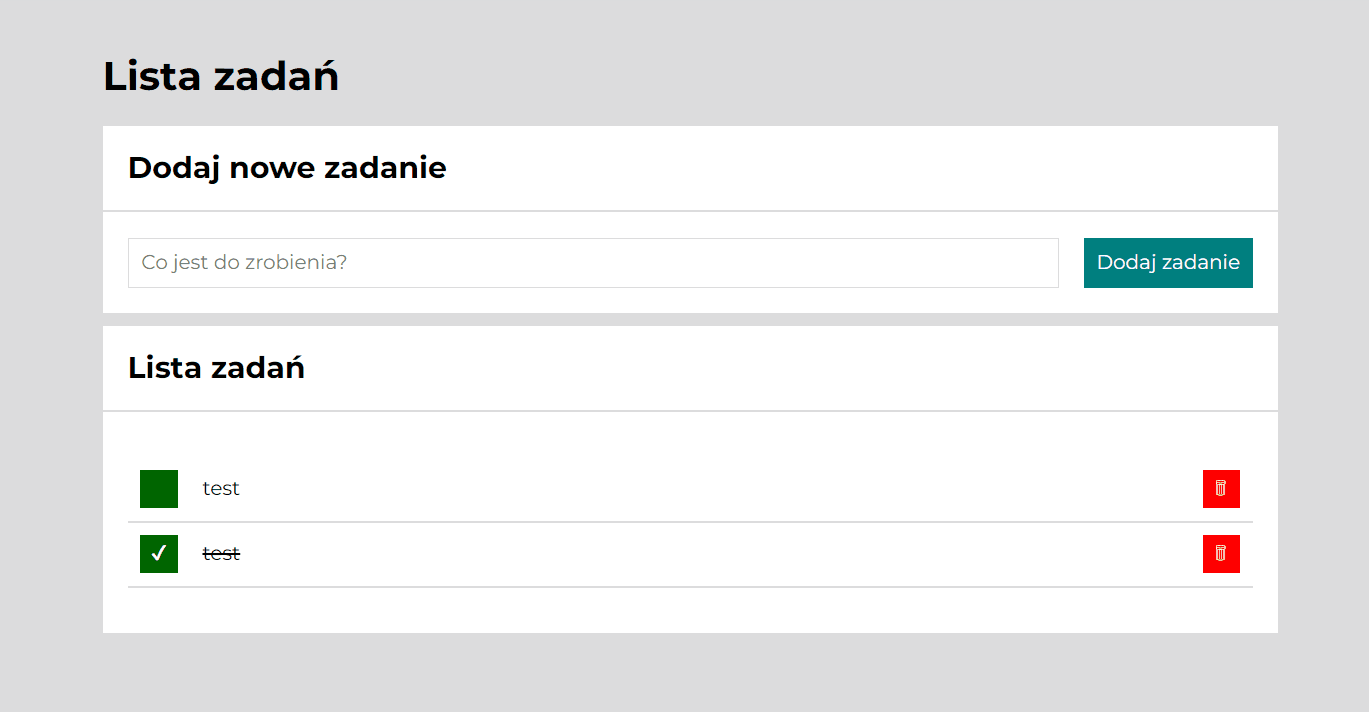 Lista zadań
Dodaj nowe zadanie
Co jest do zrobienia?
Dodaj zadanie
Lista zadań
test
✓ test